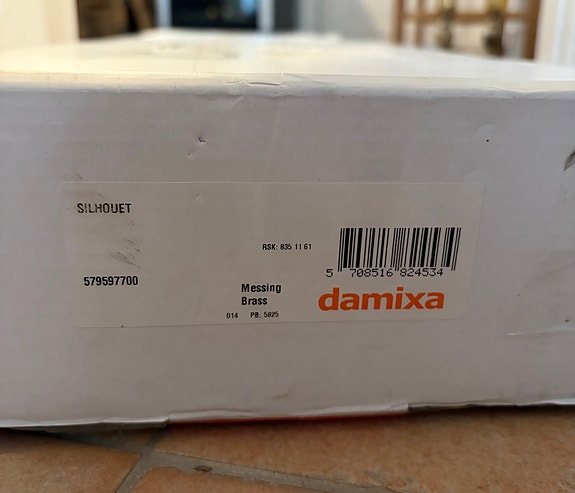 SILHOUET
RSK: 835 11 61
5 708516 824534
579597700
Messing
Brass
damixa
014 PB: 5825